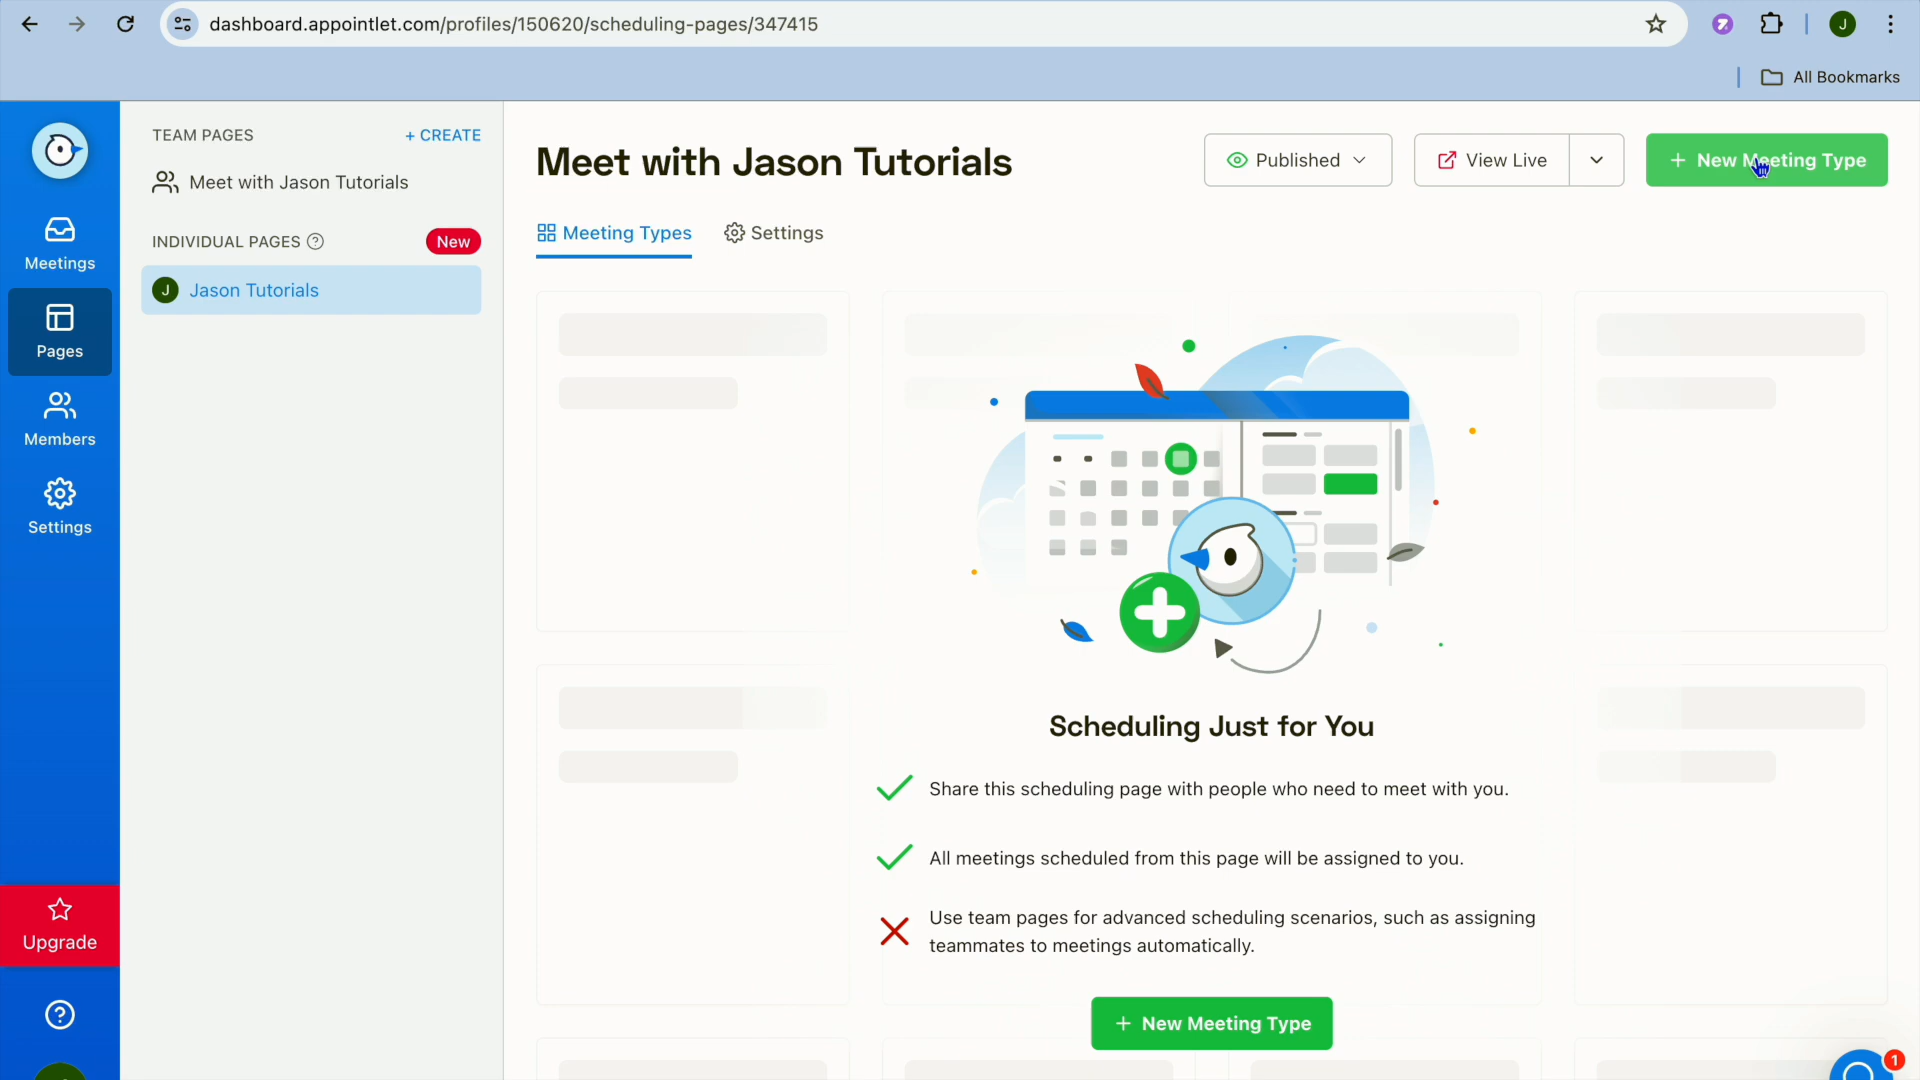 dashboard.appointlet.com/profiles/150620/scheduling-pages/347415
J
All Bookmarks
TEAM PAGES
+ CREATE
Meet with Jason Tutorials
INDIVIDUAL PAGES ?
New
J Jason Tutorials
Meetings
Pages
Members
Settings
Upgrade
?
Meet with Jason Tutorials
Published
View Live
+ New Meeting Type
Meeting Types
Settings
Scheduling Just for You
Share this scheduling page with people who need to meet with you.
All meetings scheduled from this page will be assigned to you.
Use team pages for advanced scheduling scenarios, such as assigning
teammates to meetings automatically.
+ New Meeting Type
1